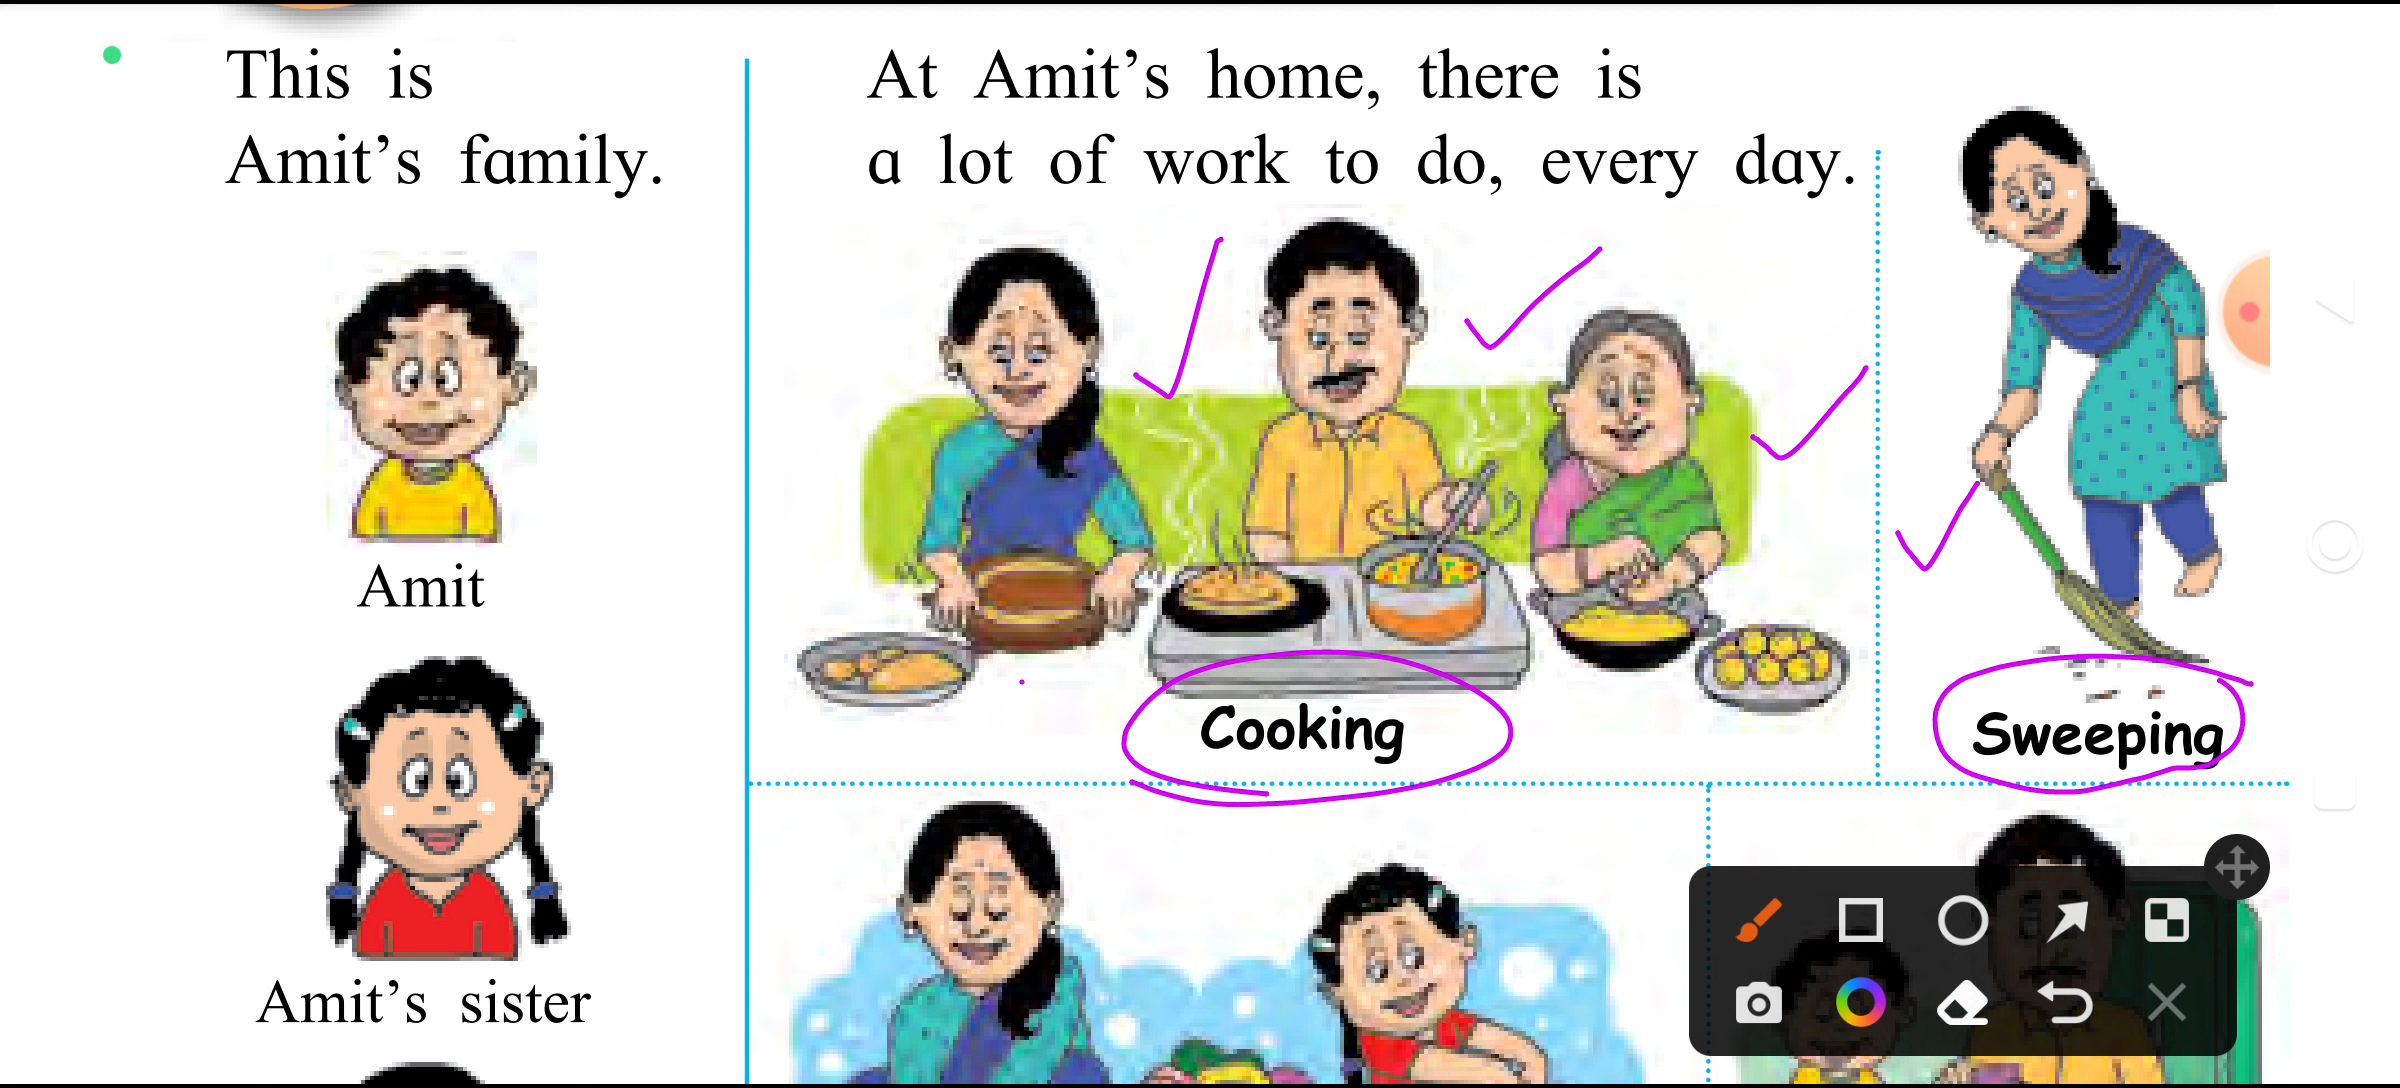 This is
Amit's family.
Amit
Amit's sister
At Amit's home, there is
a lot of work to do, every day.
Cooking
Sweeping